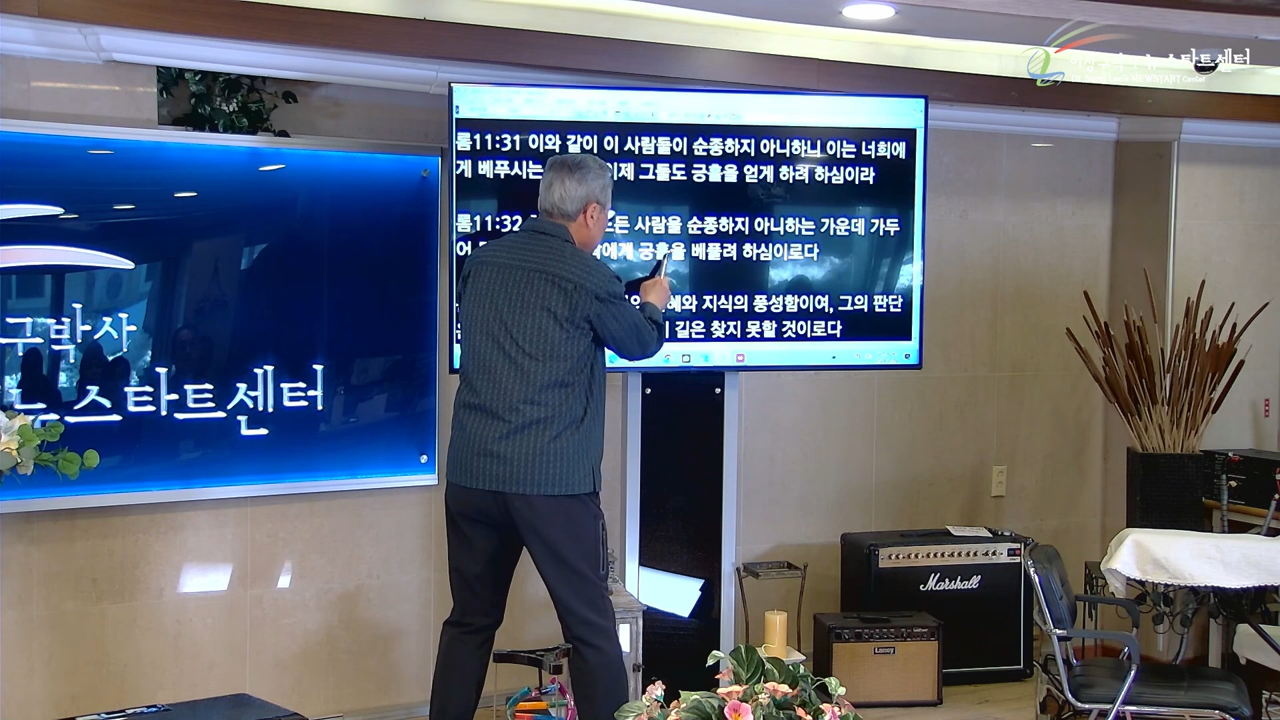 뉴스타트센터
롬11:31 이와 같이 이 사람들이 순종하지 아니하니 이는 너희에
게 베푸시는 이제 그들도 긍휼을 얻게 하려 하심이라
롬11:32 모든 사람을 순종하지 아니하는 가운데 가두
어 에게 긍휼을 베풀려 하심이로다
와 지식의 풍성함이여, 그의 판단
길은 찾지 못할 것이로다
구박사
뉴스타트센터
Marshall
Laney